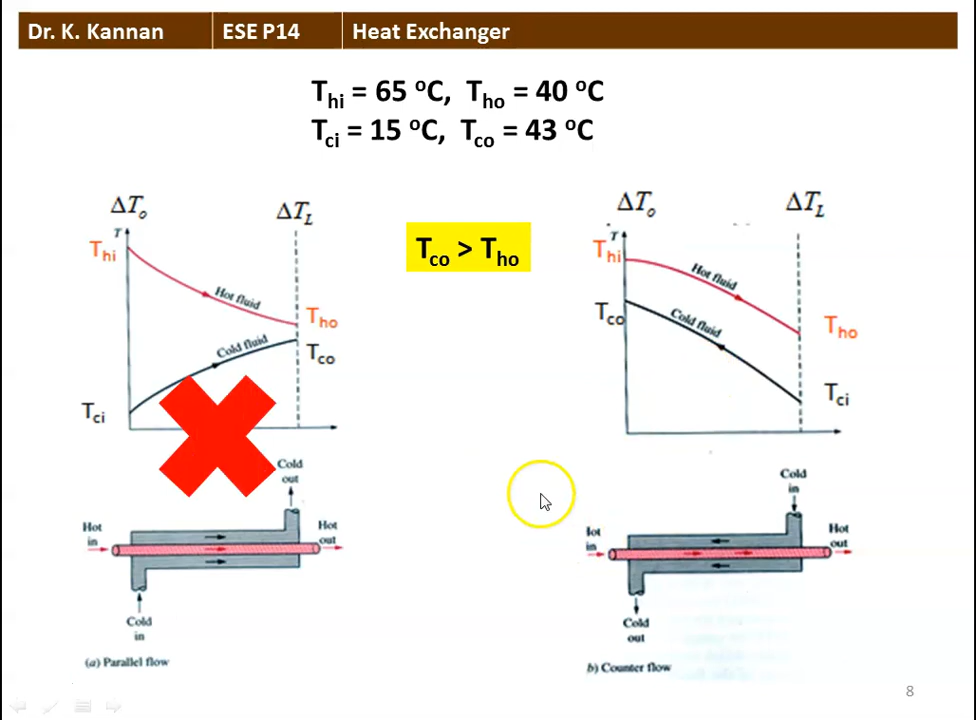 Dr. K. Kannan ESE P14 Heat Exchanger
Thi = 65 ºC, Tho = 40 ºC
Tci = 15 ºC, Tco = 43 ºC
Tco > Tho
ΔTo ΔTL
T
Thi
Hot fluid
Tho
Cold fluid
Tco
Tci
Cold
out
Hot
in
Hot
out
Cold
in
(a) Parallel flow
ΔTo ΔTL
T
Thi
Hot fluid
Tco
Cold fluid
Tho
Tci
Cold
in
Hot
out
Iot
in
Cold
out
b) Counter flow
8